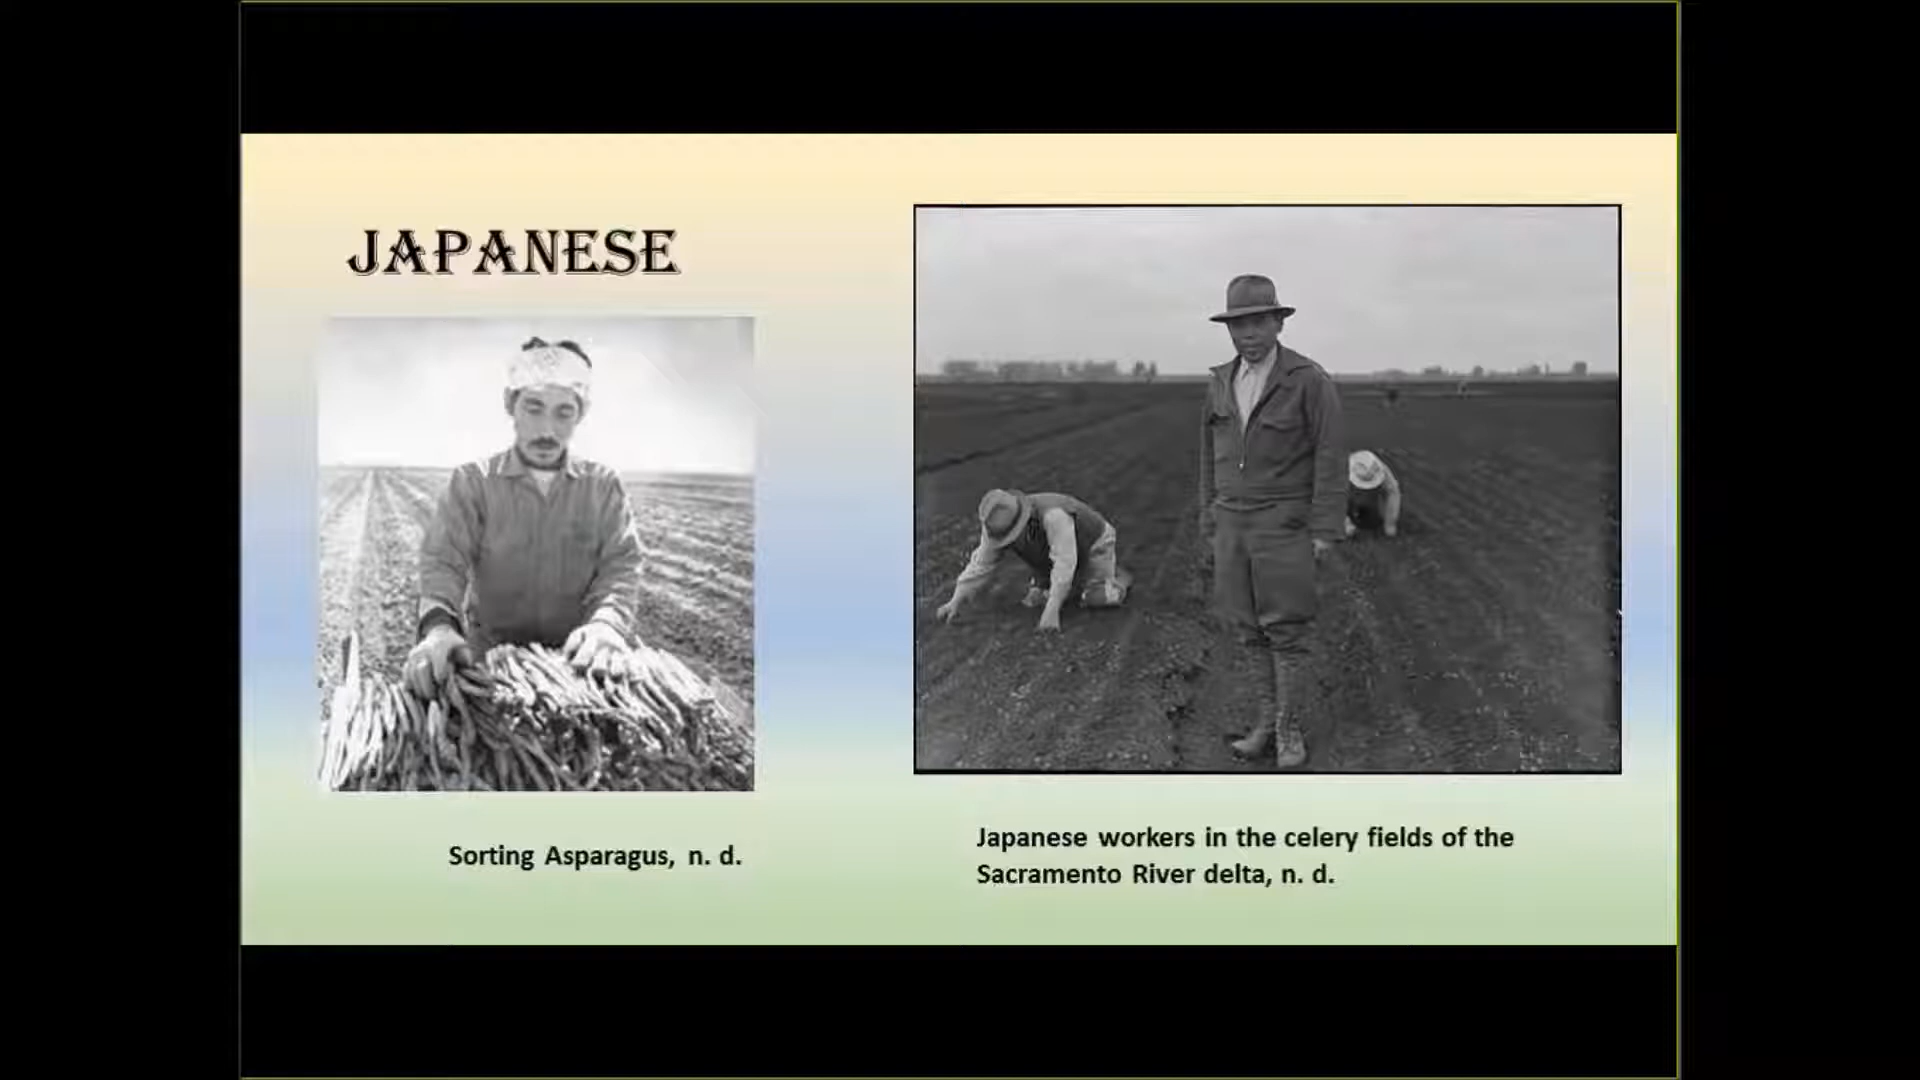 JAPANESE
Sorting Asparagus, n. d.
Japanese workers in the celery fields of the
Sacramento River delta, n. d.